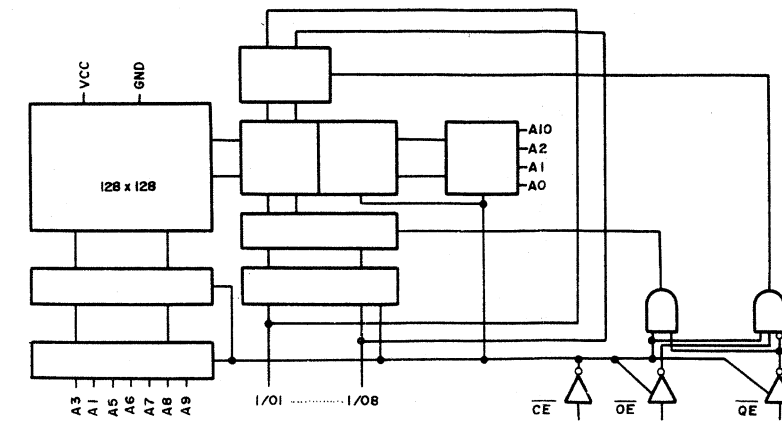 VCC
GND
128 x 128
A10
A2
A1
A0
A3 A1 A5 A6 A7 A8 A9
I/O1 ............ I/O8
CE
OE
QE